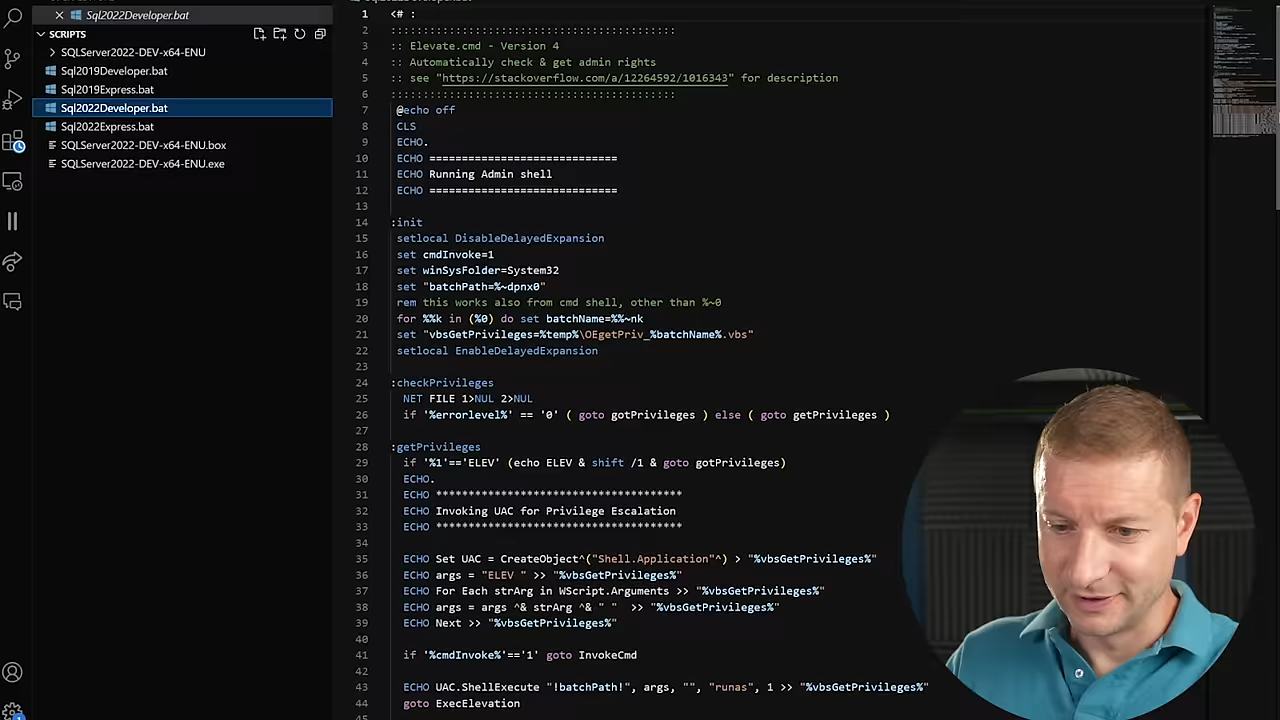 Sql2022Developer.bat
SCRIPTS
SQLServer2022-DEV-x64-ENU
Sql2019Developer.bat
Sql2019Express.bat
Sql2022Developer.bat
Sql2022Express.bat
SQLServer2022-DEV-x64-ENU.box
SQLServer2022-DEV-x64-ENU.exe
1 <# :
2 ::::::::::::::::::::::::::::::::::::::::::::
3 :: Elevate.cmd - Version 4
4 :: Automatically check & get admin rights
5 :: see "https://stackoverflow.com/a/12264592/1016343" for description
6 ::::::::::::::::::::::::::::::::::::::::::::
7 @echo off
8 CLS
9 ECHO.
10 ECHO =============================
11 ECHO Running Admin shell
12 ECHO =============================
13
14 :init
15 setlocal DisableDelayedExpansion
16 set cmdInvoke=1
17 set winSysFolder=System32
18 set "batchPath=%~dpnx0"
19 rem this works also from cmd shell, other than %~0
20 for %%k in (%0) do set batchName=%%~nk
21 set "vbsGetPrivileges=%temp%\OEgetPriv_%batchName%.vbs"
22 setlocal EnableDelayedExpansion
23
24 :checkPrivileges
25 NET FILE 1>NUL 2>NUL
26 if '%errorlevel%' == '0' ( goto gotPrivileges ) else ( goto getPrivileges )
27
28 :getPrivileges
29 if '%1'=='ELEV' (echo ELEV & shift /1 & goto gotPrivileges)
30 ECHO.
31 ECHO **************************************
32 ECHO Invoking UAC for Privilege Escalation
33 ECHO **************************************
34
35 ECHO Set UAC = CreateObject^("Shell.Application"^) > "%vbsGetPrivileges%"
36 ECHO args = "ELEV " >> "%vbsGetPrivileges%"
37 ECHO For Each strArg in WScript.Arguments >> "%vbsGetPrivileges%"
38 ECHO args = args ^& strArg ^& " " >> "%vbsGetPrivileges%"
39 ECHO Next >> "%vbsGetPrivileges%"
40
41 if '%cmdInvoke%'=='1' goto InvokeCmd
42
43 ECHO UAC.ShellExecute "!batchPath!", args, "", "runas", 1 >> "%vbsGetPrivileges%"
44 goto ExecElevation